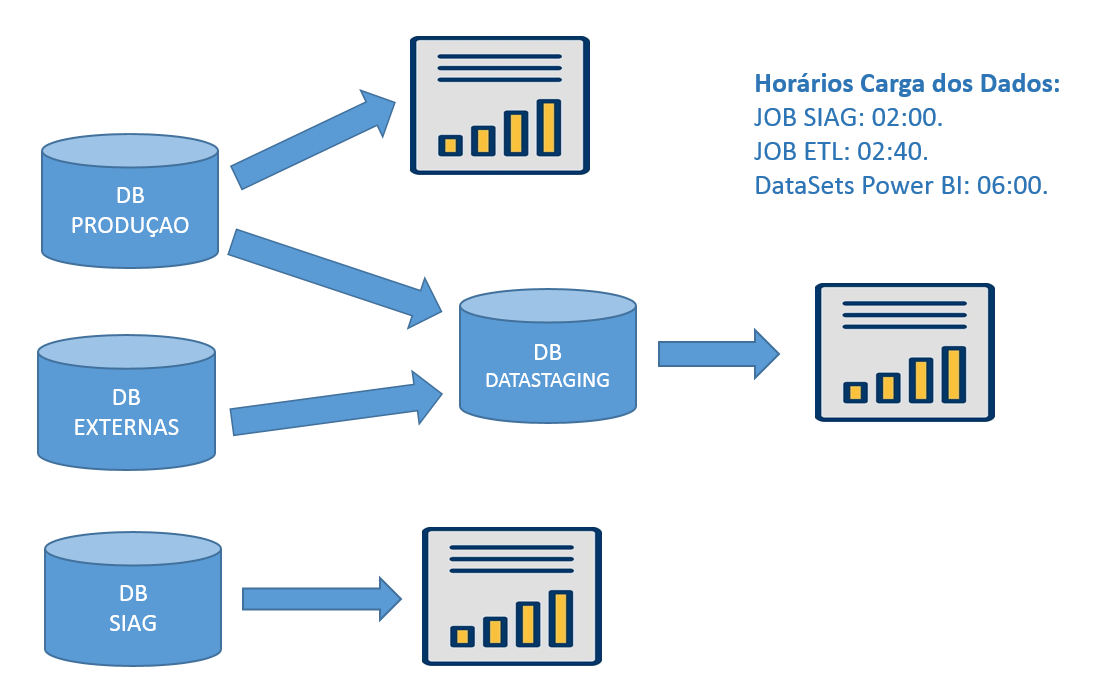 Horários Carga dos Dados:
JOB SIAG: 02:00.
JOB ETL: 02:40.
DataSets Power BI: 06:00.
DB
PRODUÇAO
DB
DATASTAGING
DB
EXTERNAS
DB
SIAG